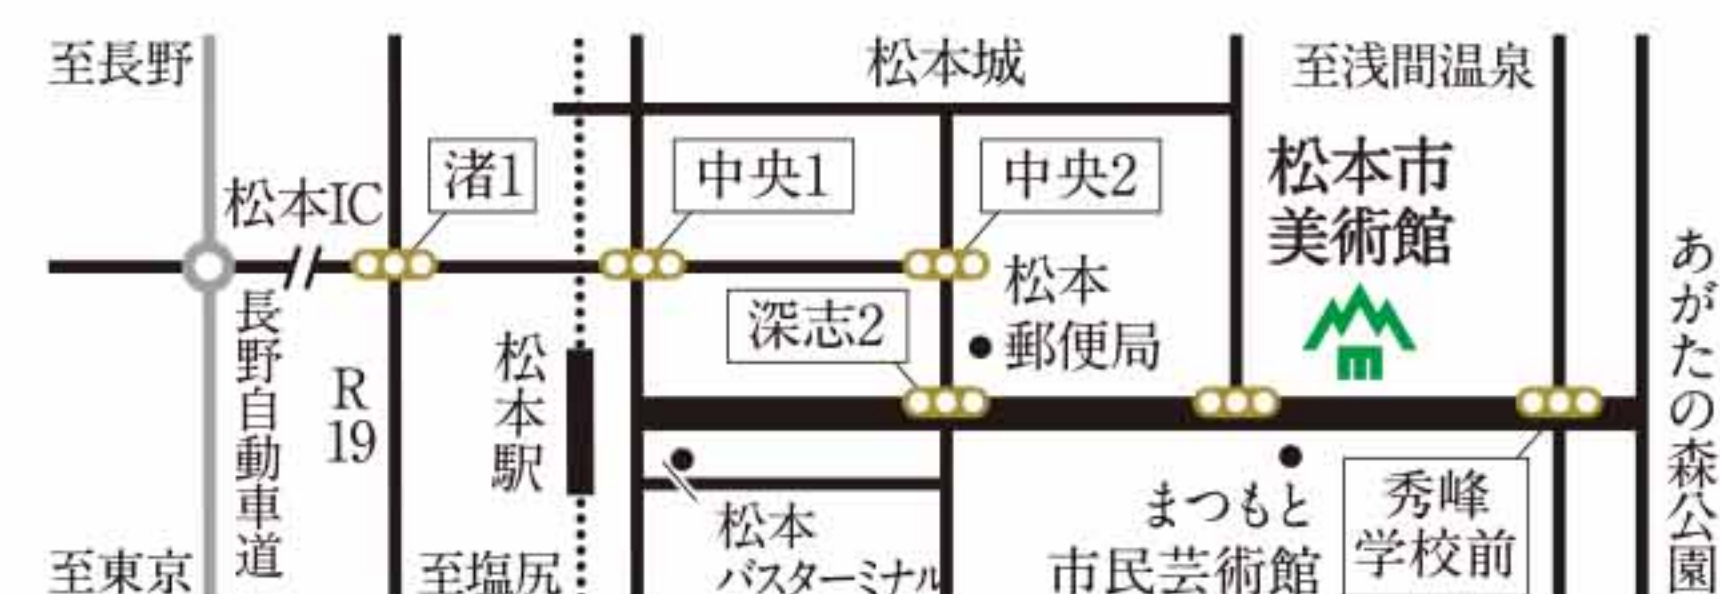 至長野
松本城
至浅間温泉
松本IC
渚1
中央1
中央2
松本市
美術館
松本
郵便局
深志2
長野自動車道
R
19
松本駅
あがたの森公園
松本
バスターミナル
まつもと
市民芸術館
秀峰
学校前
至東京
至塩尻